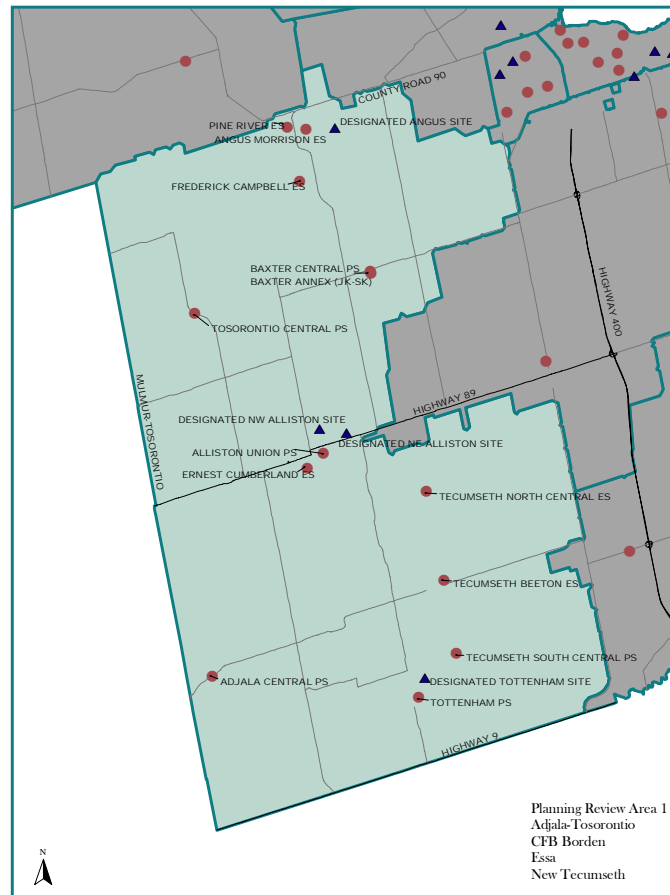 COUNTY ROAD 90
PINE RIVER ES
DESIGNATED ANGUS SITE
ANGUS MORRISON ES
FREDERICK CAMPBELL ES
BAXTER CENTRAL PS
BAXTER ANNEX (JK-SK)
HIGHWAY 400
TOSORONTIO CENTRAL PS
MULMUR-TOSORONTIO
HIGHWAY 89
DESIGNATED NW ALLISTON SITE
DESIGNATED NE ALLISTON SITE
ALLISTON UNION PS
ERNEST CUMBERLAND ES
TECUMSETH NORTH CENTRAL ES
TECUMSETH BEETON ES
TECUMSETH SOUTH CENTRAL PS
ADJALA CENTRAL PS
DESIGNATED TOTTENHAM SITE
TOTTENHAM PS
HIGHWAY 9
Planning Review Area 1
Adjala-Tosorontio
CFB Borden
Essa
New Tecumseth
N